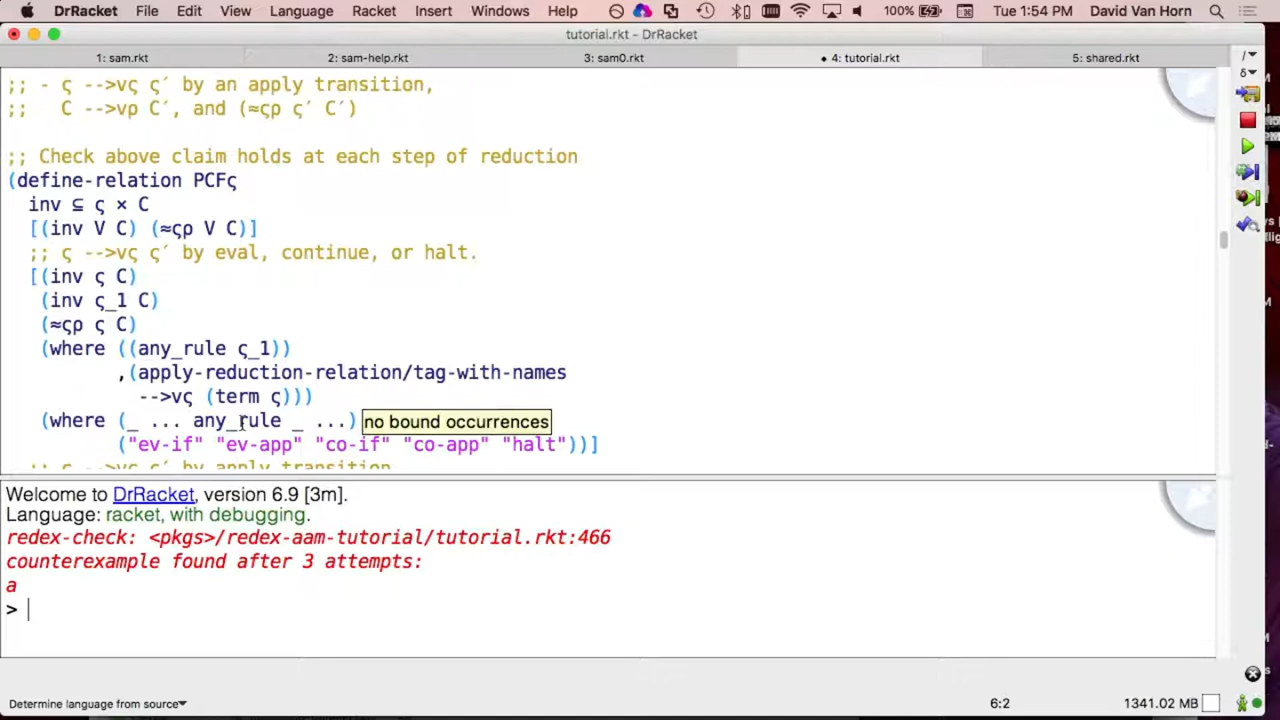 DrRacket File Edit View Language Racket Insert Windows Help 100% Tue 1:54 PM David Van Horn
tutorial.rkt - DrRacket
1: sam.rkt 2: sam-help.rkt 3: sam0.rkt • 4: tutorial.rkt 5: shared.rkt
;; - ς -->vς ς′ by an apply transition,
;;   C -->vρ C′, and (≈ςρ ς′ C′)
;; Check above claim holds at each step of reduction
(define-relation PCFς
inv ⊆ ς × C
[(inv V C) (≈ςρ V C)]
;; ς -->vς ς′ by eval, continue, or halt.
[(inv ς C)
(inv ς_1 C)
(≈ςρ ς C)
(where ((any_rule ς_1))
,(apply-reduction-relation/tag-with-names
-->vς (term ς)))
(where (_ ... any_rule _ ...) no bound occurrences
("ev-if" "ev-app" "co-if" "co-app" "halt"))]
;; ς -->vς ς′ by apply transition
Welcome to DrRacket, version 6.9 [3m].
Language: racket, with debugging.
redex-check: <pkgs>/redex-aam-tutorial/tutorial.rkt:466
counterexample found after 3 attempts:
a
>
Determine language from source 6:2 1341.02 MB